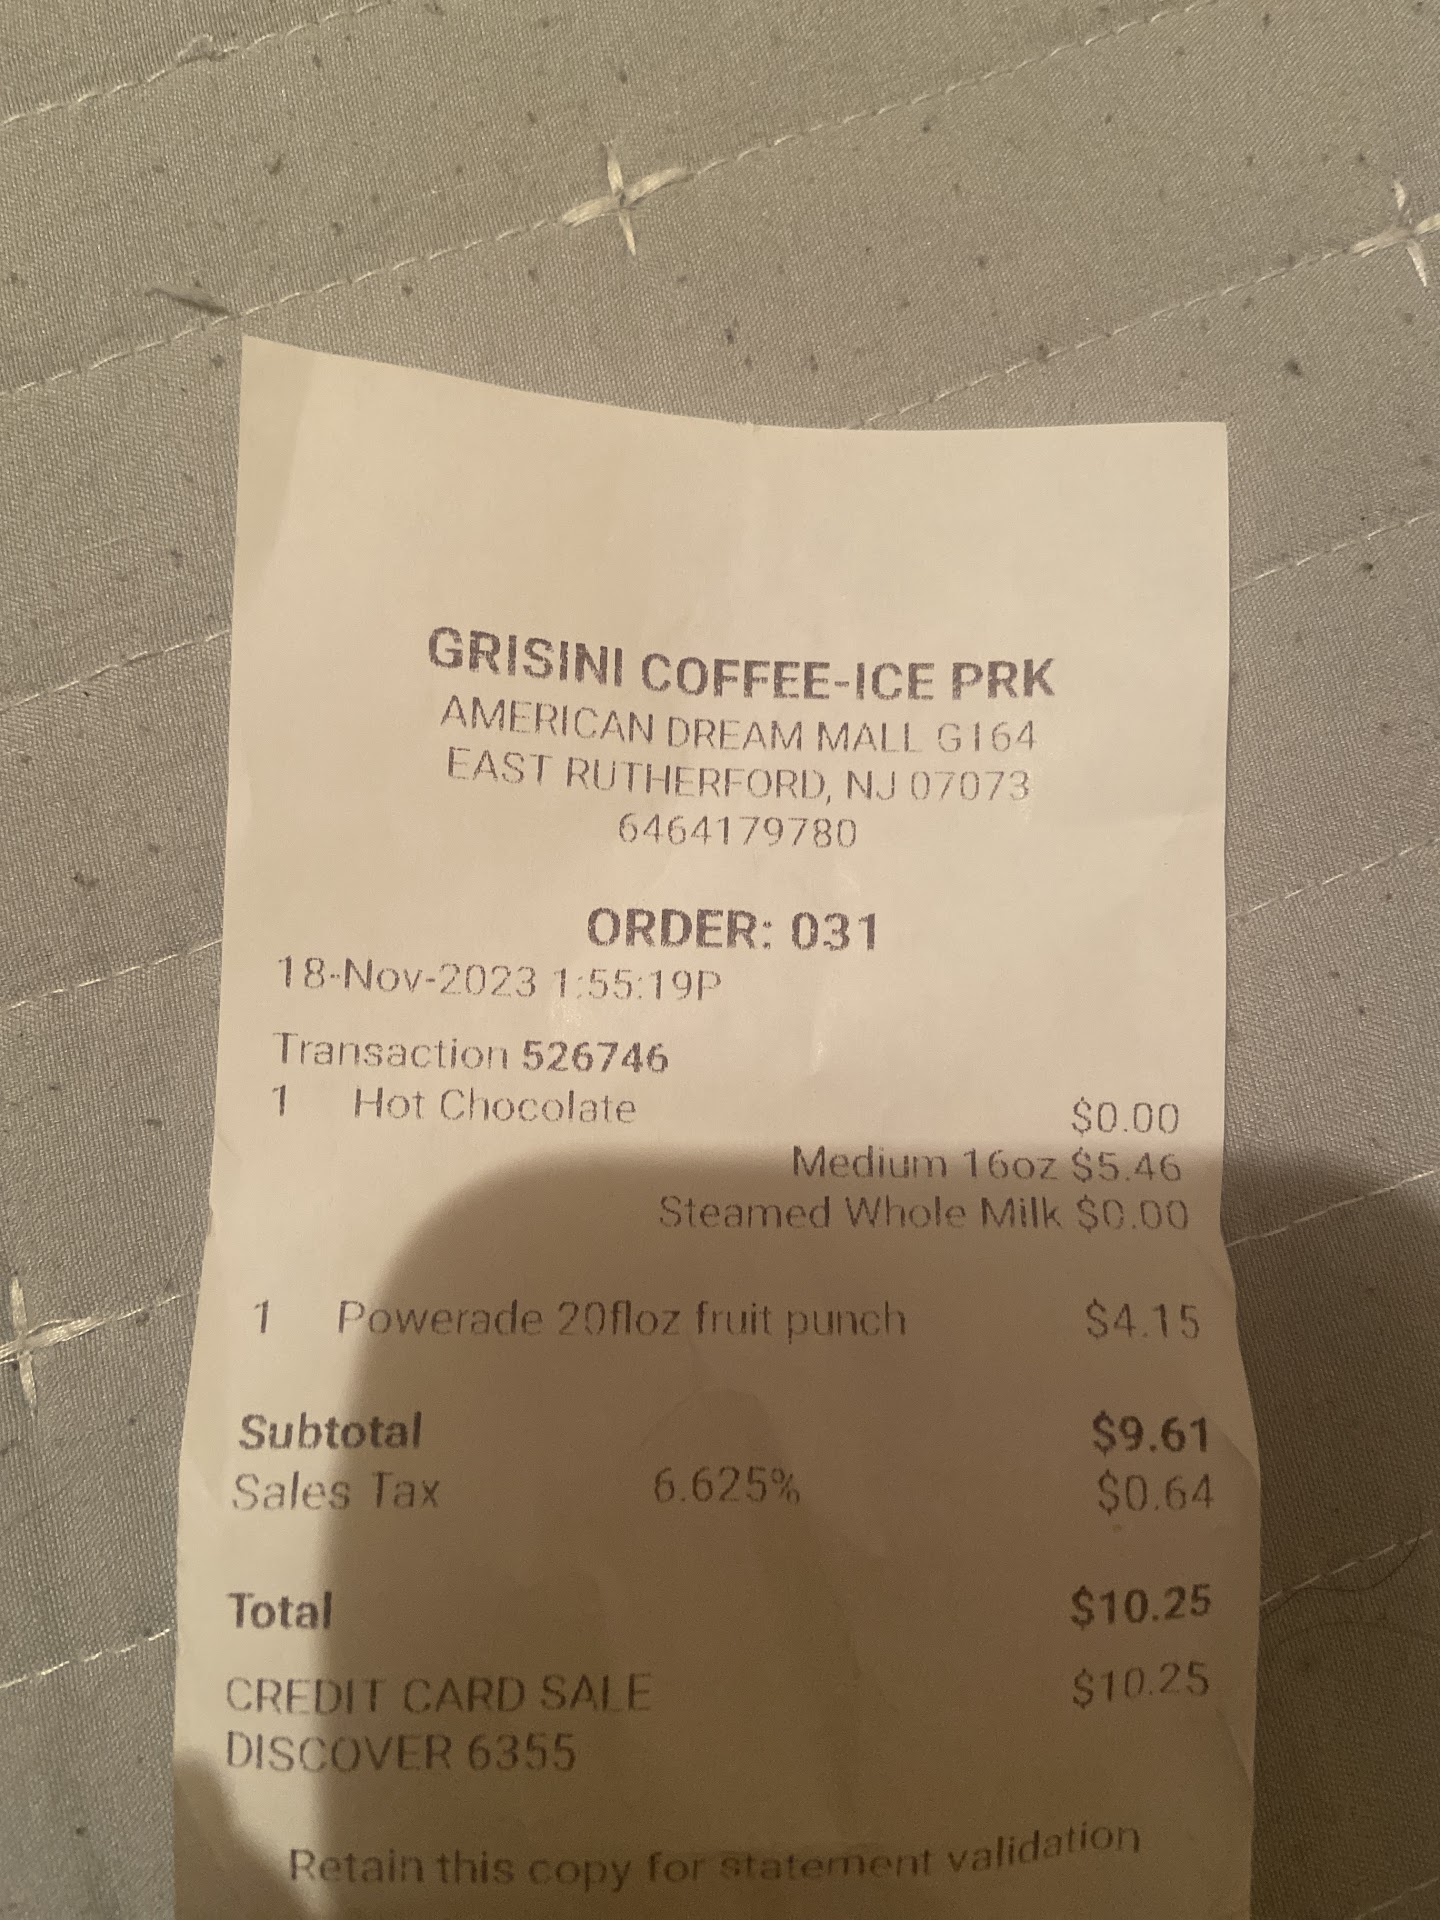 GRISINI COFFEE-ICE PRK
AMERICAN DREAM MALL G164
EAST RUTHERFORD, NJ 07073
6464179780
ORDER: 031
18-Nov-2023 1:55:19P
Transaction 526746
1 Hot Chocolate $0.00
Medium 16oz $5.46
Steamed Whole Milk $0.00
1 Powerade 20floz fruit punch $4.15
Subtotal $9.61
Sales Tax 6.625% $0.64
Total $10.25
CREDIT CARD SALE $10.25
DISCOVER 6355
Retain this copy for statement validation